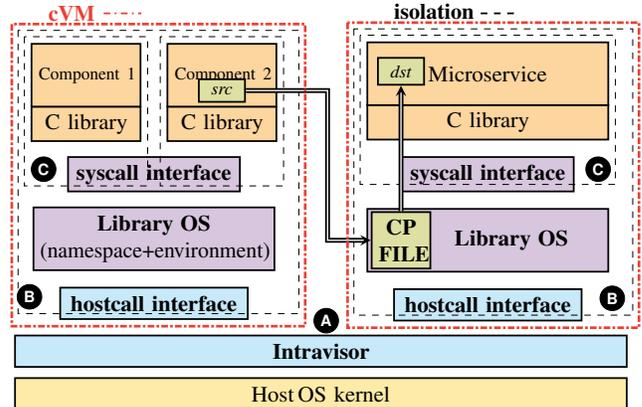 cVM
isolation
Component 1
Component 2
src
C library
C library
C
syscall interface
Library OS
(namespace+environment)
B
hostcall interface
dst
Microservice
C library
syscall interface
C
CP
FILE
Library OS
hostcall interface
B
A
Intravisor
Host OS kernel